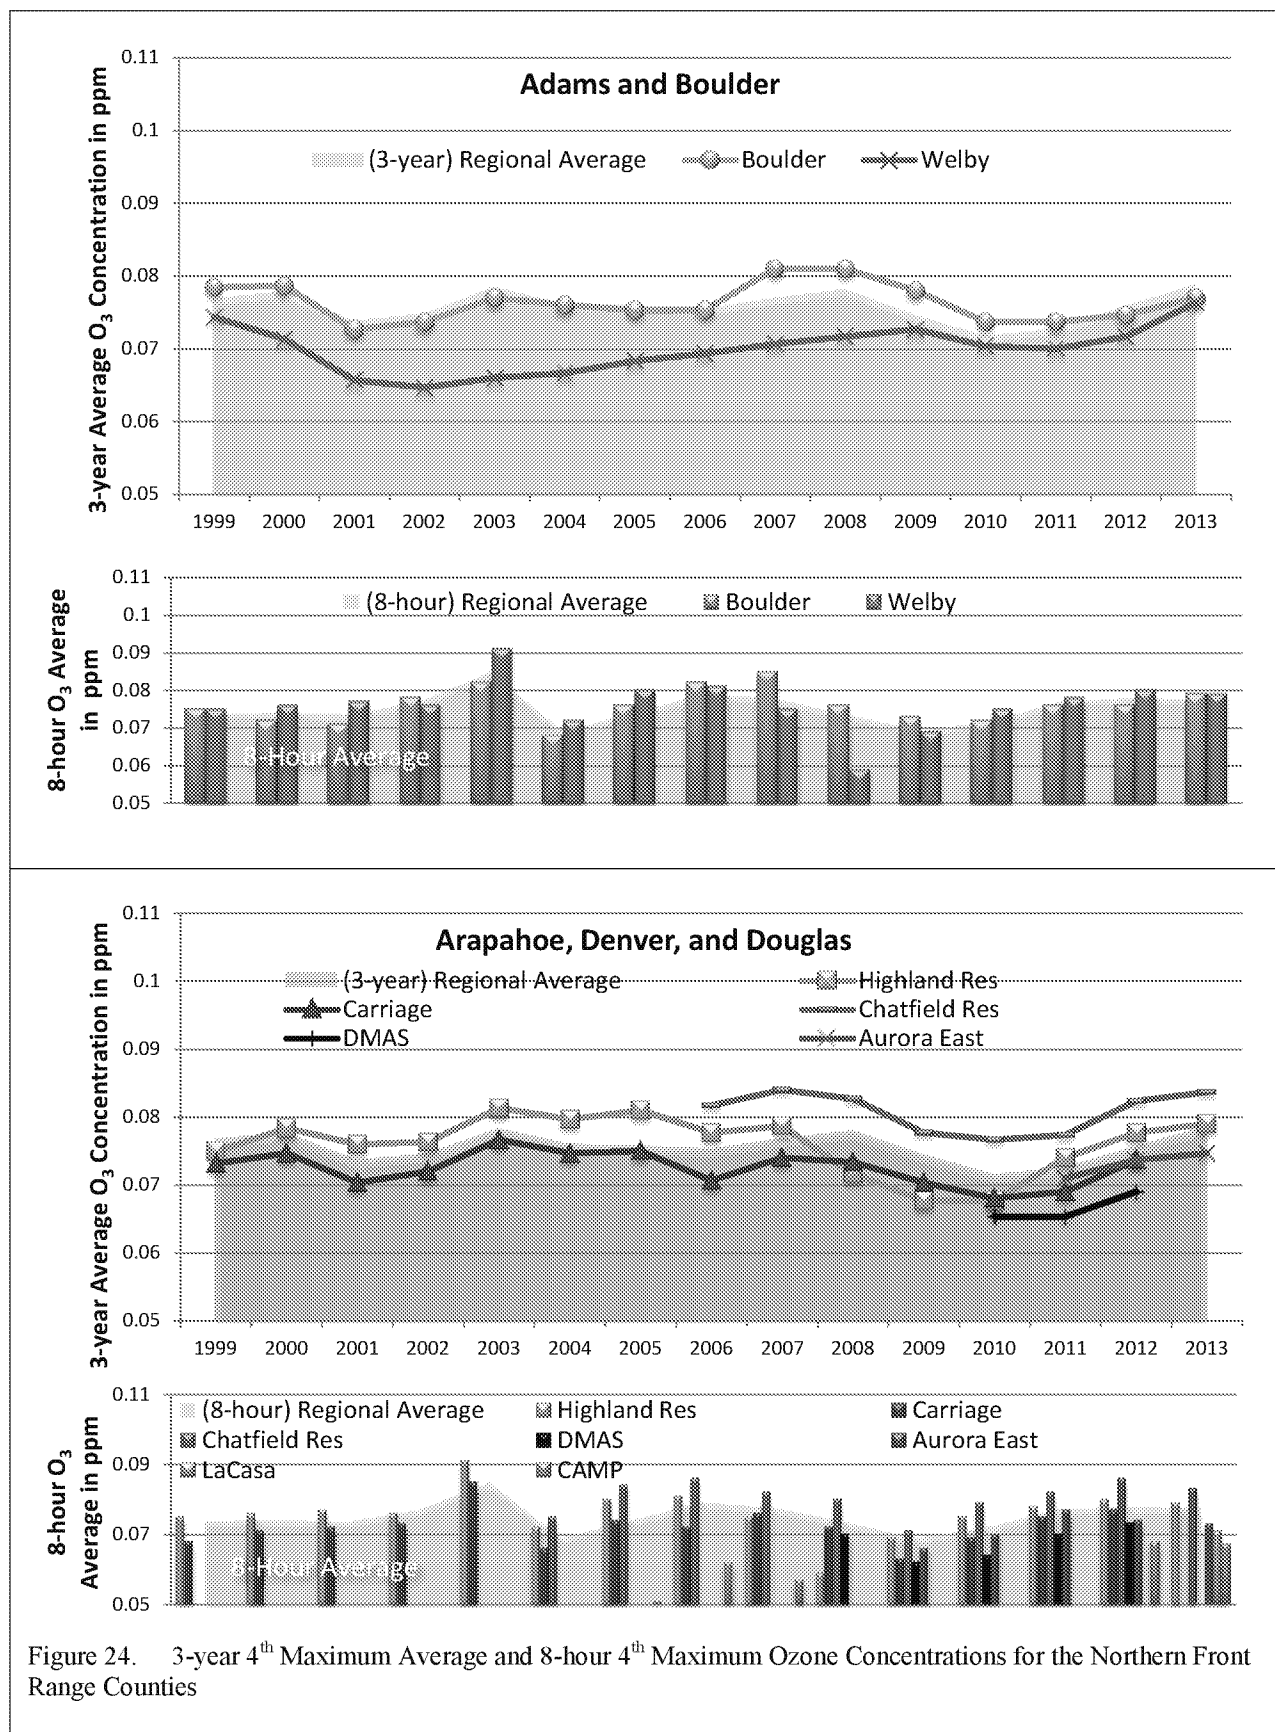 Adams and Boulder
3-year Average O3 Concentration in ppm
0.11
0.1
0.09
0.08
0.07
0.06
0.05
(3-year) Regional Average Boulder Welby
1999 2000 2001 2002 2003 2004 2005 2006 2007 2008 2009 2010 2011 2012 2013
8-hour O3 Average
in ppm
0.11
0.1
0.09
0.08
0.07
0.06
0.05
(8-hour) Regional Average Boulder Welby
8-Hour Average
Arapahoe, Denver, and Douglas
3-year Average O3 Concentration in ppm
0.11
0.1
0.09
0.08
0.07
0.06
0.05
(3-year) Regional Average Highland Res
Carriage Chatfield Res
DMAS Aurora East
1999 2000 2001 2002 2003 2004 2005 2006 2007 2008 2009 2010 2011 2012 2013
8-hour O3
Average in ppm
0.11
0.09
0.07
0.05
(8-hour) Regional Average Highland Res Carriage
Chatfield Res DMAS Aurora East
LaCasa CAMP
8-Hour Average
Figure 24. 3-year 4th Maximum Average and 8-hour 4th Maximum Ozone Concentrations for the Northern Front
Range Counties